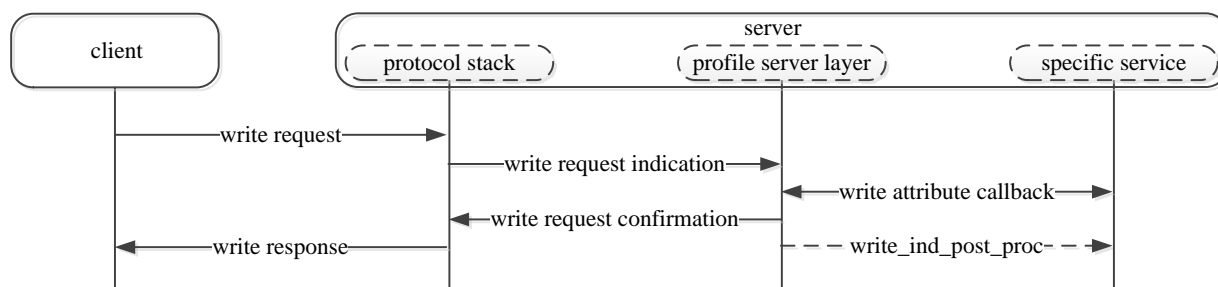 server
client
protocol stack
profile server layer
specific service
write request
write request indication
write attribute callback
write request confirmation
write response
write_ind_post_proc